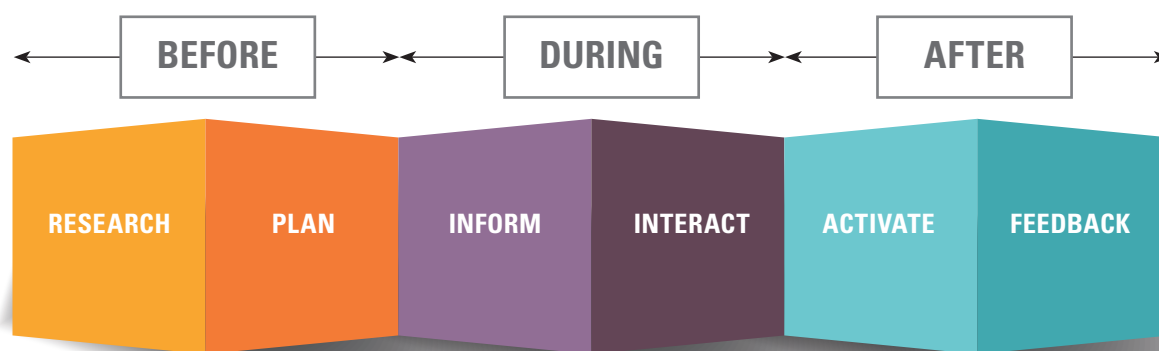 BEFORE DURING AFTER
RESEARCH PLAN INFORM INTERACT ACTIVATE FEEDBACK